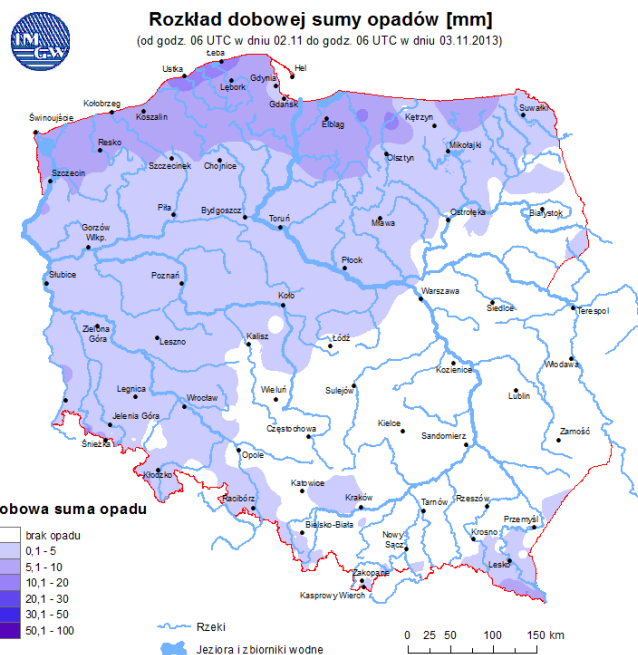 Rozkład dobowej sumy opadów [mm]
(od godz. 06 UTC w dniu 02.11 do godz. 06 UTC w dniu 03.11.2013)
IM
GW
Łeba
Ustka
Hel
Lębork
Gdynia
Kołobrzeg
Koszalin
Gdańsk
Suwałki
Świnoujście
Elbląg
Kętrzyn
Resko
Mikołajki
Szczecinek
Chojnice
Olsztyn
Szczecin
Piła
Bydgoszcz
Toruń
Mława
Ostrołęka
Białystok
Gorzów
Wlkp.
Płock
Słubice
Poznań
Koło
Warszawa
Siedlce
Terespol
Zielona
Góra
Leszno
Kalisz
Łódź
Kozienice
Włodawa
Legnica
Wrocław
Wieluń
Sulejów
Lublin
Jelenia Góra
Śnieżka
Częstochowa
Kielce
Sandomierz
Zamość
Opole
Kłodzko
Katowice
Racibórz
Kraków
Tarnów
Rzeszów
Bielsko-Biała
Przemyśl
Nowy
Sącz
Krosno
Lesko
Zakopane
Kasprowy Wierch
obowa suma opadu
brak opadu
0,1 - 5
5,1 - 10
10,1 - 20
20,1 - 30
30,1 - 50
50,1 - 100
Rzeki
Jeziora i zbiorniki wodne
0 25 50 100 150 km